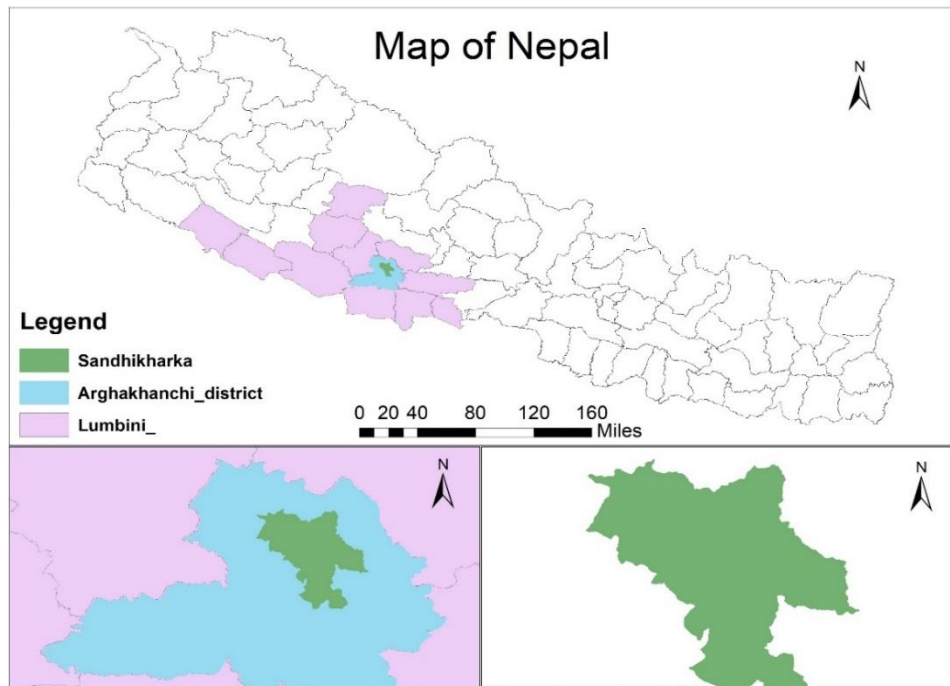 Map of Nepal
N
Legend
Sandhikharka
Arghakhanchi_district
Lumbini_
0 20 40 80 120 160
Miles
N
N